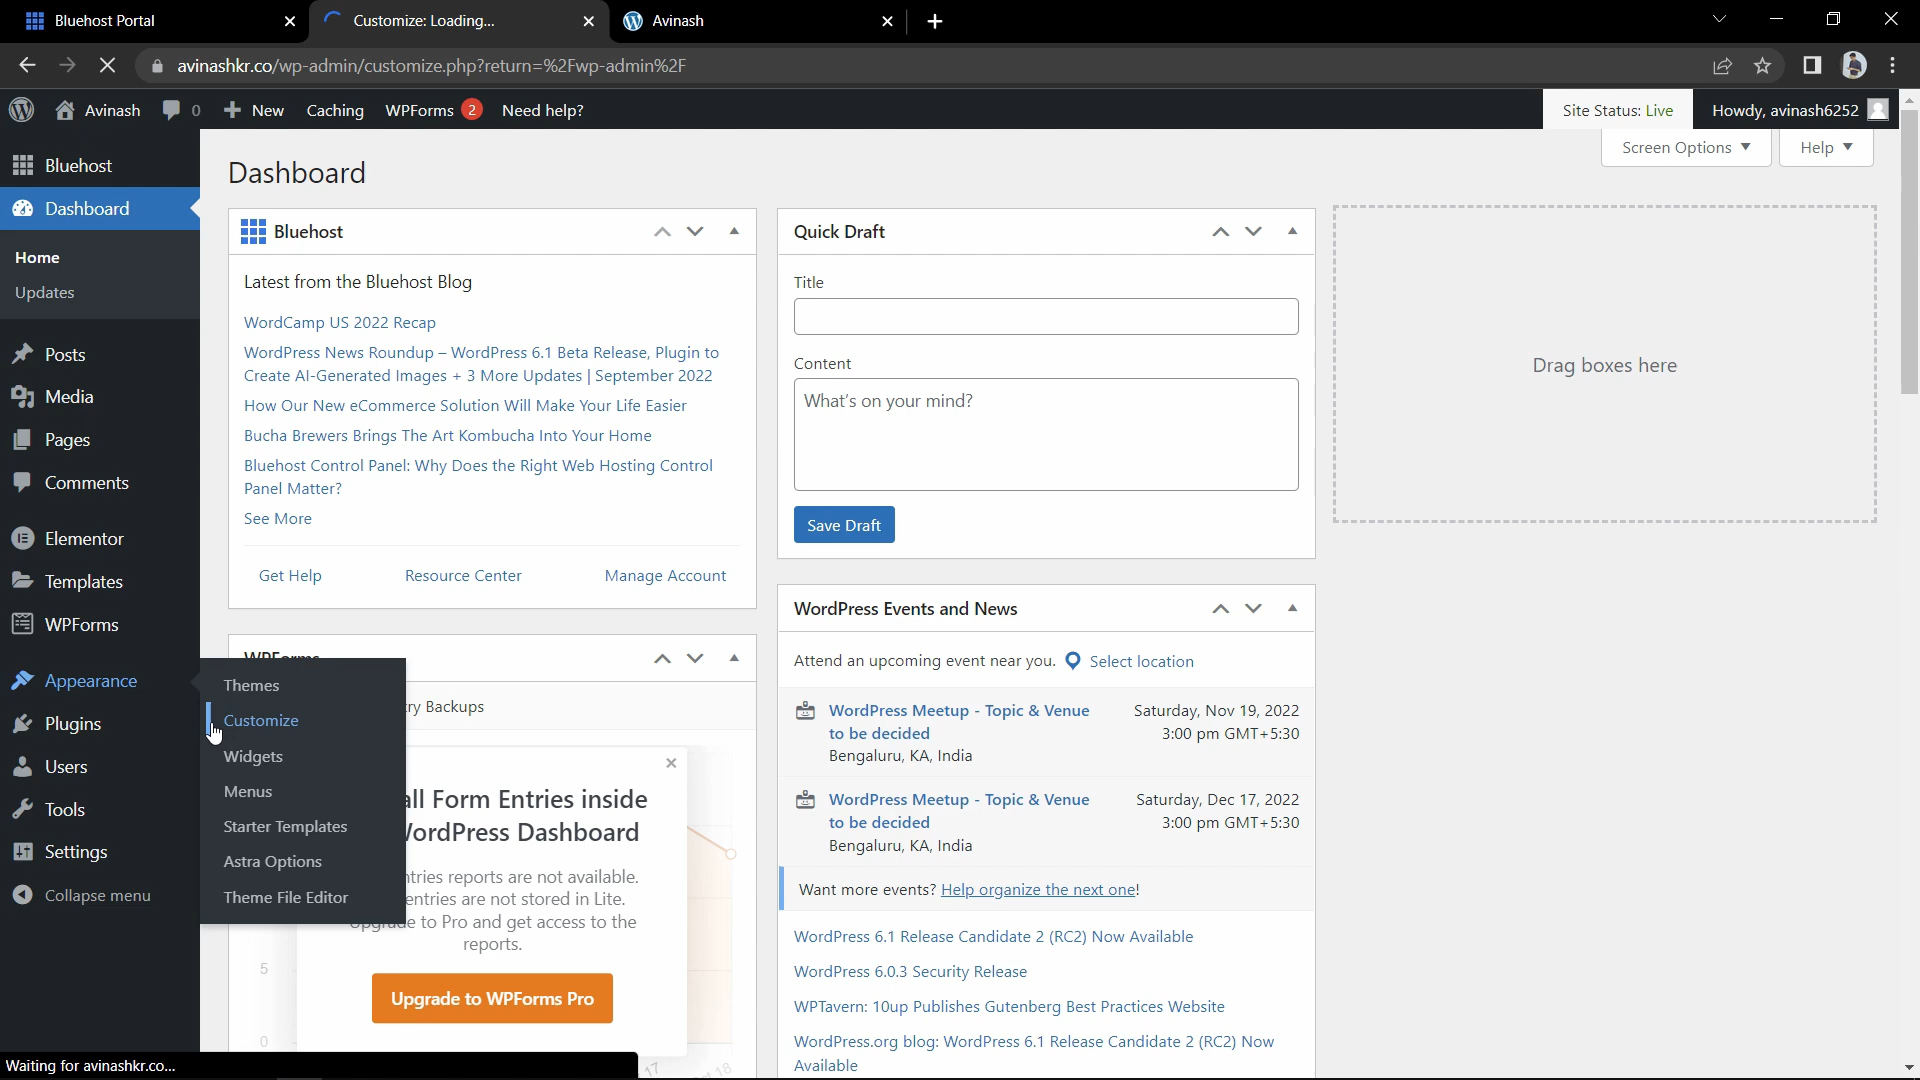 Bluehost Portal
Customize: Loading...
Avinash
avinashkr.co/wp-admin/customize.php?return=%2Fwp-admin%2F
Avinash
0
New
Caching
WPForms 2
Need help?
Site Status: Live
Howdy, avinash6252
Bluehost
Dashboard
Home
Updates
Posts
Media
Pages
Comments
Elementor
Templates
WPForms
Appearance
Plugins
Users
Tools
Settings
Collapse menu
Themes
Customize
Widgets
Menus
Starter Templates
Astra Options
Theme File Editor
Dashboard
Screen Options
Help
Bluehost
Latest from the Bluehost Blog
WordCamp US 2022 Recap
WordPress News Roundup – WordPress 6.1 Beta Release, Plugin to
Create AI-Generated Images + 3 More Updates | September 2022
How Our New eCommerce Solution Will Make Your Life Easier
Bucha Brewers Brings The Art Kombucha Into Your Home
Bluehost Control Panel: Why Does the Right Web Hosting Control
Panel Matter?
See More
Get Help
Resource Center
Manage Account
WPForms
ry Backups
all Form Entries inside
WordPress Dashboard
ntries reports are not available.
entries are not stored in Lite.
Upgrade to Pro and get access to the
reports.
Upgrade to WPForms Pro
5
0
17
Oct 18
Quick Draft
Title
Content
What's on your mind?
Save Draft
WordPress Events and News
Attend an upcoming event near you.
Select location
WordPress Meetup - Topic & Venue
to be decided
Bengaluru, KA, India
Saturday, Nov 19, 2022
3:00 pm GMT+5:30
WordPress Meetup - Topic & Venue
to be decided
Bengaluru, KA, India
Saturday, Dec 17, 2022
3:00 pm GMT+5:30
Want more events? Help organize the next one!
WordPress 6.1 Release Candidate 2 (RC2) Now Available
WordPress 6.0.3 Security Release
WPTavern: 10up Publishes Gutenberg Best Practices Website
WordPress.org blog: WordPress 6.1 Release Candidate 2 (RC2) Now
Available
Drag boxes here
Waiting for avinashkr.co...